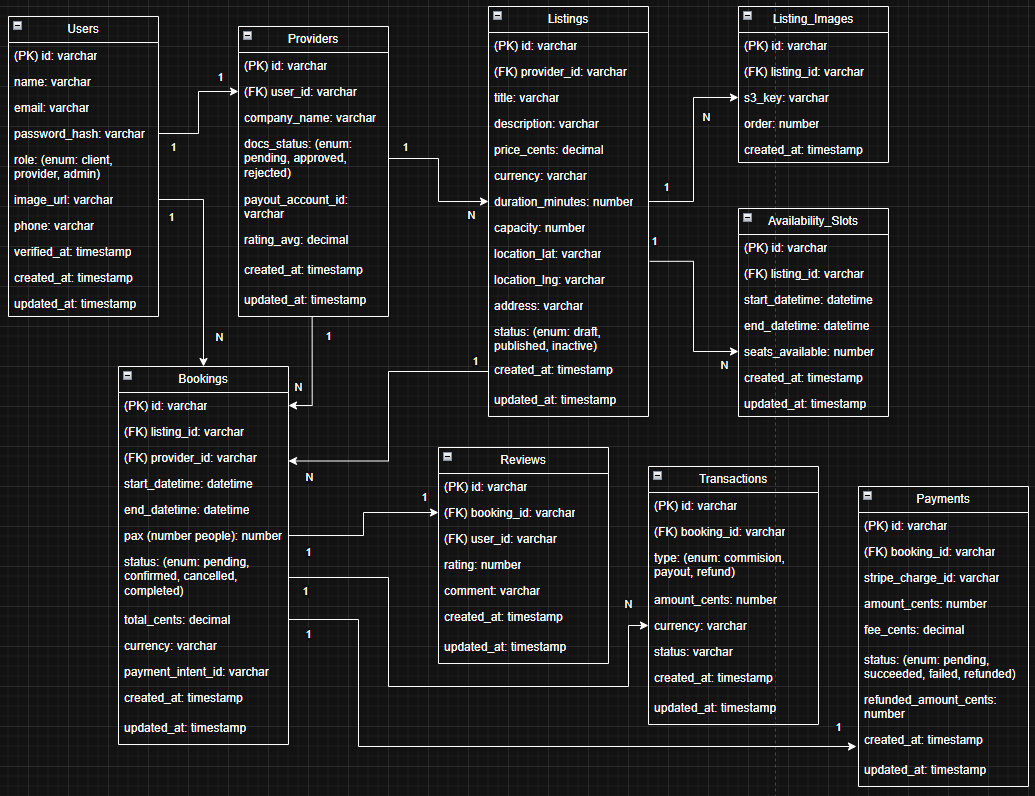 Users
(PK) id: varchar
name: varchar
email: varchar
password_hash: varchar
role: (enum: client,
provider, admin)
image_url: varchar
phone: varchar
verified_at: timestamp
created_at: timestamp
updated_at: timestamp
1
1
1
N
Providers
(PK) id: varchar
(FK) user_id: varchar
company_name: varchar
docs_status: (enum:
pending, approved,
rejected)
payout_account_id:
varchar
rating_avg: decimal
created_at: timestamp
updated_at: timestamp
1
N
1
N
Listings
(PK) id: varchar
(FK) provider_id: varchar
title: varchar
description: varchar
price_cents: decimal
currency: varchar
duration_minutes: number
capacity: number
location_lat: varchar
location_lng: varchar
address: varchar
status: (enum: draft,
published, inactive)
created_at: timestamp
updated_at: timestamp
1
N
1
N
1
N
Listing_Images
(PK) id: varchar
(FK) listing_id: varchar
s3_key: varchar
order: number
created_at: timestamp
Availability_Slots
(PK) id: varchar
(FK) listing_id: varchar
start_datetime: datetime
end_datetime: datetime
seats_available: number
created_at: timestamp
updated_at: timestamp
Bookings
(PK) id: varchar
(FK) listing_id: varchar
(FK) provider_id: varchar
start_datetime: datetime
end_datetime: datetime
pax (number people): number
status: (enum: pending,
confirmed, cancelled,
completed)
total_cents: decimal
currency: varchar
payment_intent_id: varchar
created_at: timestamp
updated_at: timestamp
1
1
1
N
1
1
Reviews
(PK) id: varchar
(FK) booking_id: varchar
(FK) user_id: varchar
rating: number
comment: varchar
created_at: timestamp
updated_at: timestamp
Transactions
(PK) id: varchar
(FK) booking_id: varchar
type: (enum: commision,
payout, refund)
amount_cents: number
currency: varchar
status: varchar
created_at: timestamp
updated_at: timestamp
Payments
(PK) id: varchar
(FK) booking_id: varchar
stripe_charge_id: varchar
amount_cents: number
fee_cents: decimal
status: (enum: pending,
succeeded, failed, refunded)
refunded_amount_cents:
number
created_at: timestamp
updated_at: timestamp